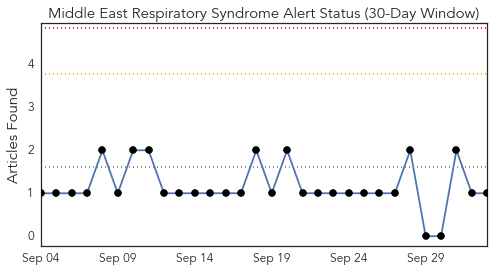 Middle East Respiratory Syndrome Alert Status (30-Day Window)
Articles Found
4
3
2
1
0
Sep 04 Sep 09 Sep 14 Sep 19 Sep 24 Sep 29